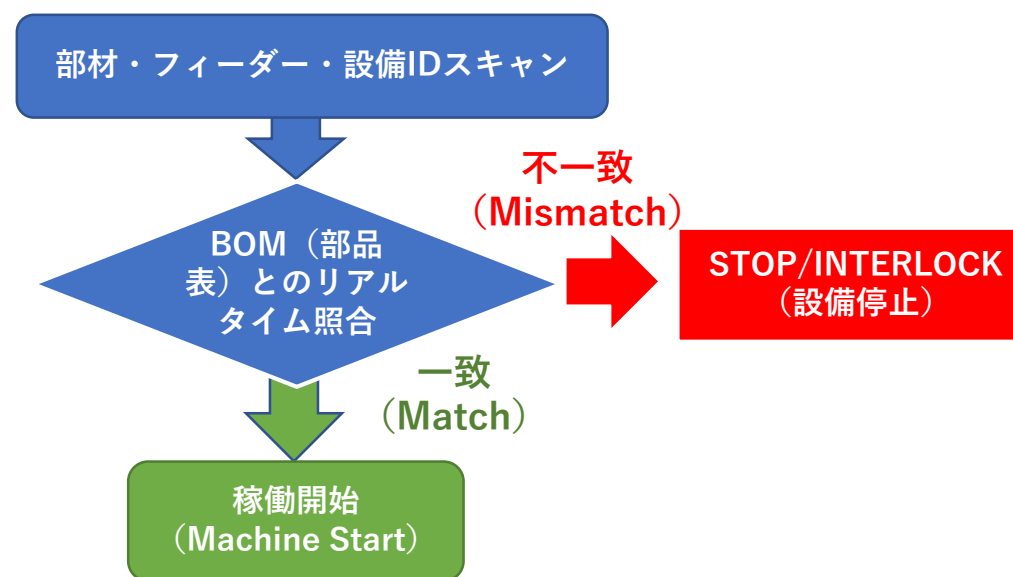 部材・フィーダー・設備IDスキャン
不一致
（Mismatch）
BOM（部品
表）とのリアル
タイム照合
STOP/INTERLOCK
（設備停止）
一致
（Match）
稼働開始
（Machine Start）